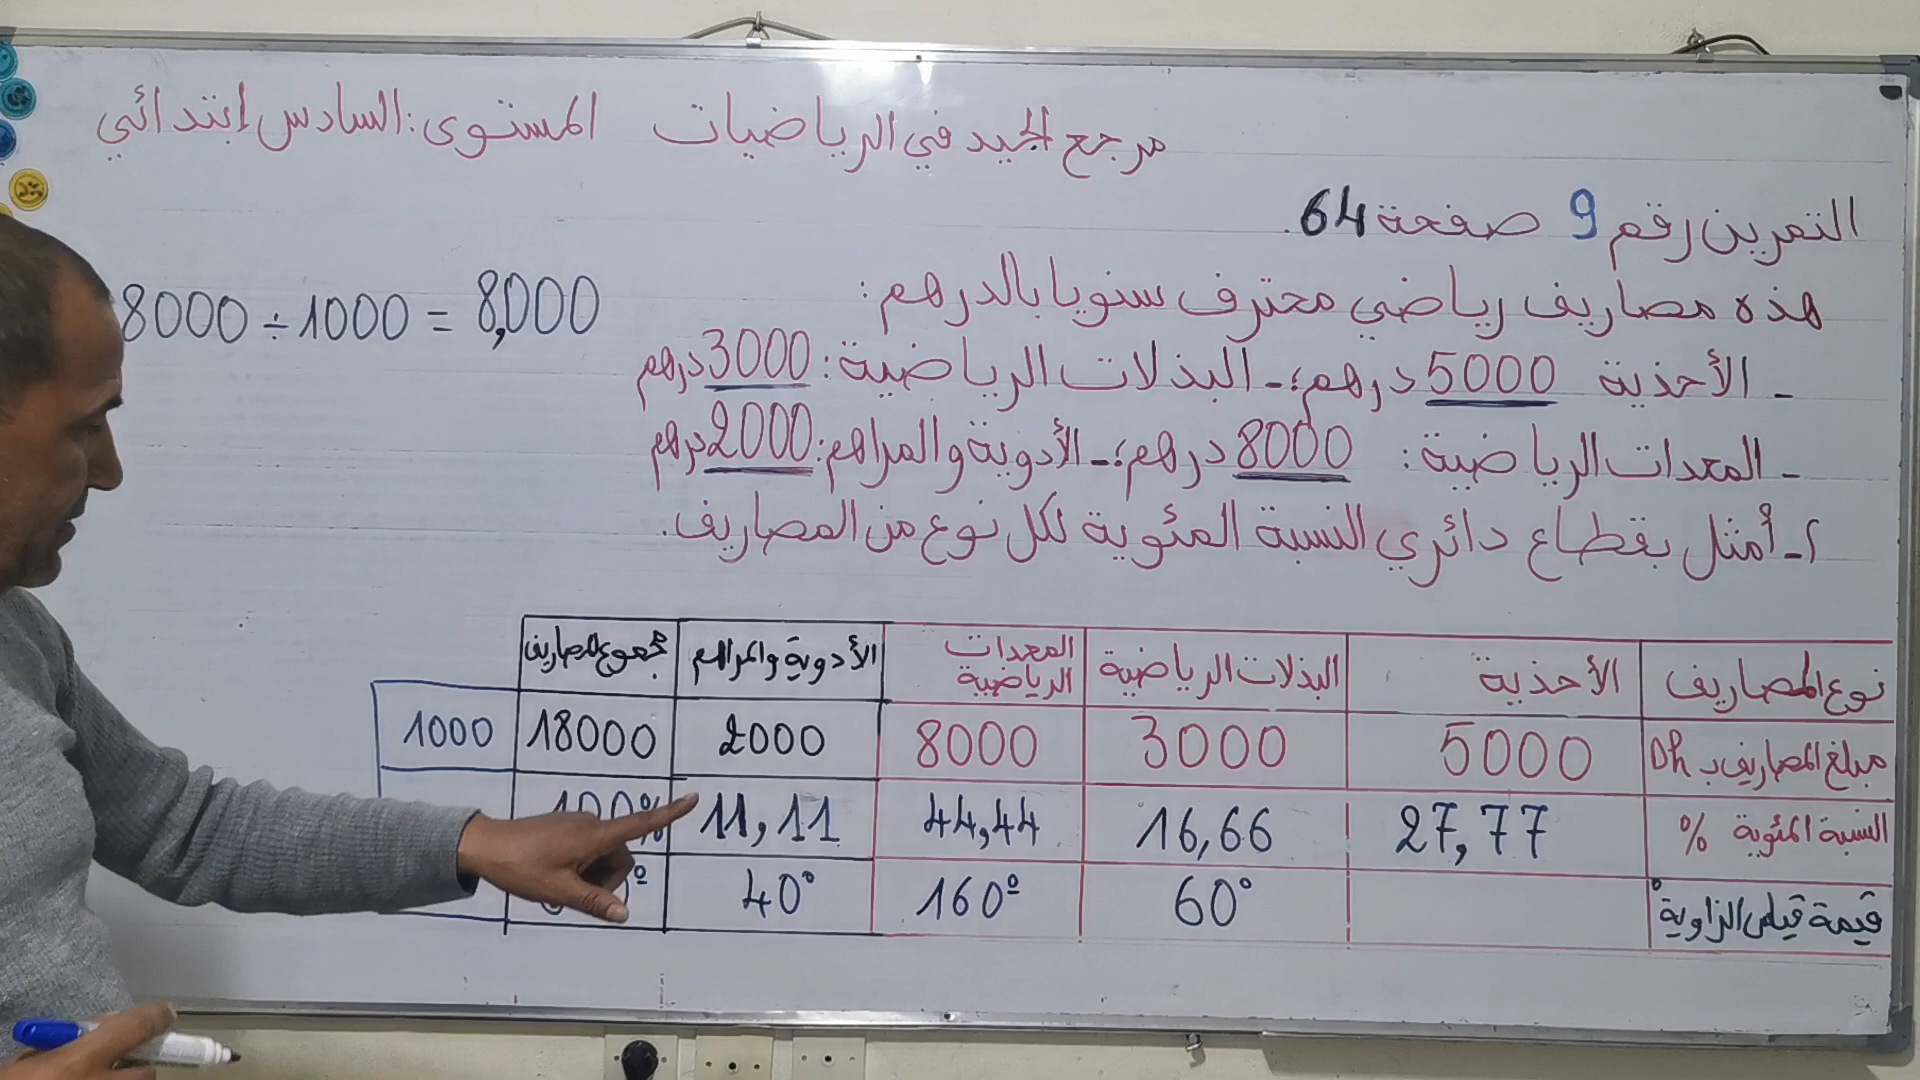 مرجع الجيد في الرياضيات المستوى: السادس إبتدائي
التمرين رقم 9 صفحة 64.
8000 ÷ 1000 = 8,000
هذه مصاريف رياضي محترف سنويا بالدرهم:
- الأحذية 5000 درهم؛ - البذلات الرياضية: 3000 درهم
- المعدات الرياضية: 8000 درهم؛ - الأدوية والمراهم: 2000 درهم
أ- أمثل بقطاع دائري النسبة المئوية لكل نوع من المصاريف.
نوع المصاريف الأحذية البذلات الرياضية المعدات الرياضية الأدوية والمراهم مجموع المصاريف
مبلغ المصاريف ب Dh 5000 3000 8000 2000 18000 1000
النسبة المئوية % 27,77 16,66 44,44 11,11 100%
قيمة قياس الزاوية° 60° 160° 40°